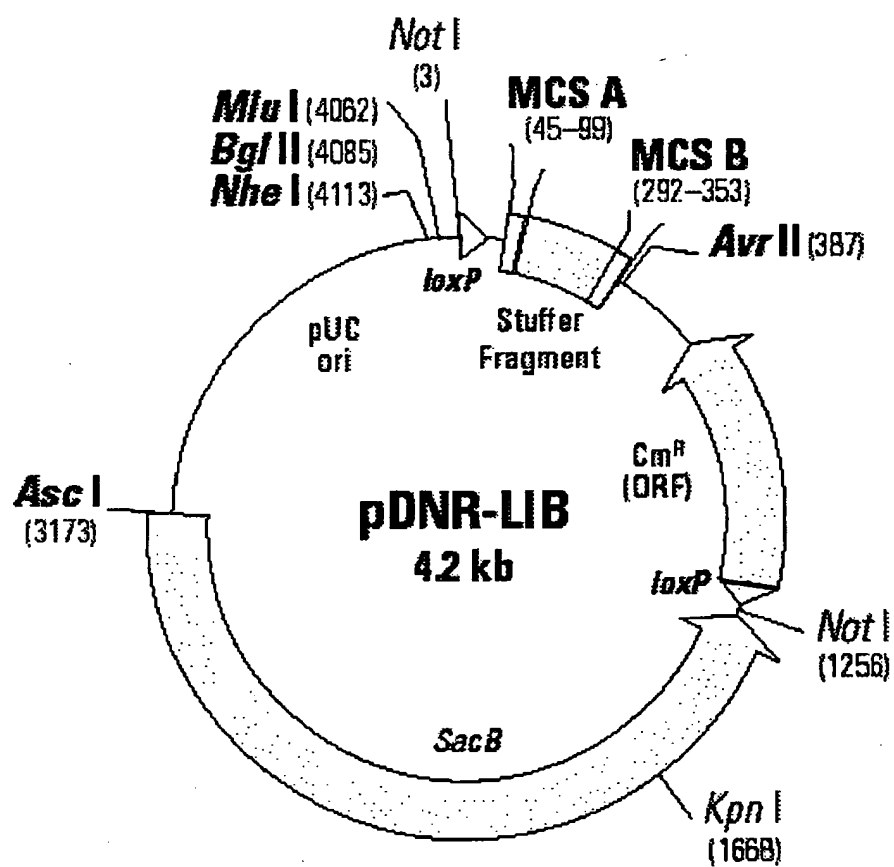 Not I
(3)
MCS A
(45–99)
Mlu I (4062)
Bgl II (4085)
Nhe I (4113)
MCS B
(292–353)
Avr II (387)
loxP
Stuffer
Fragment
pUC
ori
CmR
(ORF)
Asc I
(3173)
pDNR-LIB
4.2 kb
loxP
Not I
(1256)
SacB
Kpn I
(1668)